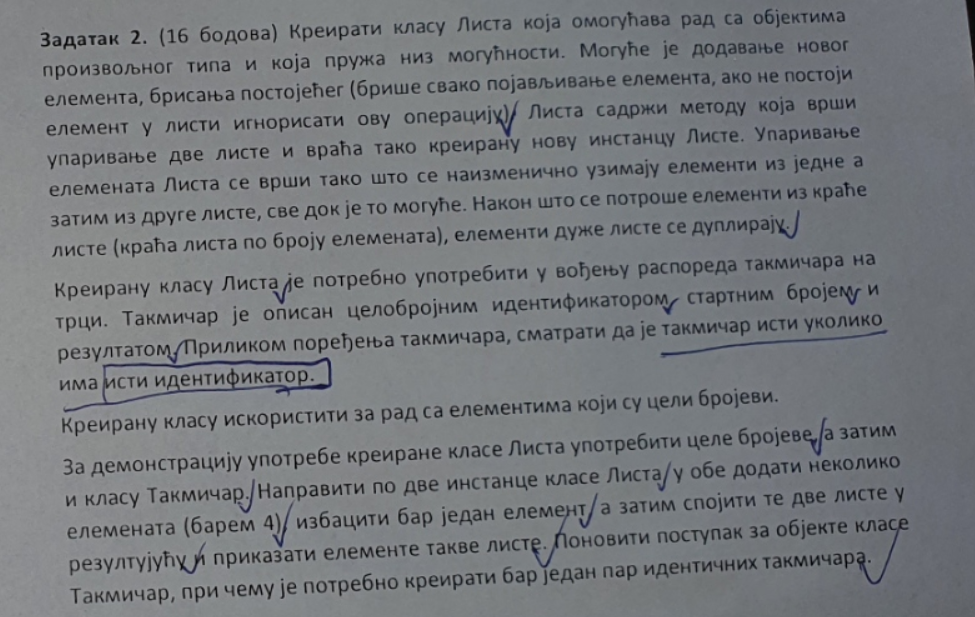 Задатак 2. (16 бодова) Креирати класу Листа која омогућава рад са објектима
произвољног типа и која пружа низ могућности. Могуће је додавање новог
елемента, брисања постојећег (брише свако појављивање елемента, ако не постоји
елемент у листи игнорисати ову операцију). Листа садржи методу која врши
упаривање две листе и враћа тако креирану нову инстанцу Листе. Упаривање
елемената Листа се врши тако што се наизменично узимају елементи из једне а
затим из друге листе, све док је то могуће. Након што се потроше елементи из краће
листе (краћа листа по броју елемената), елементи дуже листе се дуплирају.
Креирану класу Листа је потребно употребити у вођењу распореда такмичара на
трци. Такмичар је описан целобројним идентификатором, стартним бројем и
резултатом. Приликом поређења такмичара, сматрати да је такмичар исти уколико
има исти идентификатор.
Креирану класу искористити за рад са елементима који су цели бројеви.
За демонстрацију употребе креиране класе Листа употребити целе бројеве, а затим
и класу Такмичар. Направити по две инстанце класе Листа, у обе додати неколико
елемената (барем 4), избацити бар један елемент, а затим спојити те две листе у
резултујућу и приказати елементе такве листе. Поновити поступак за објекте класе
Такмичар, при чему је потребно креирати бар један пар идентичних такмичара.